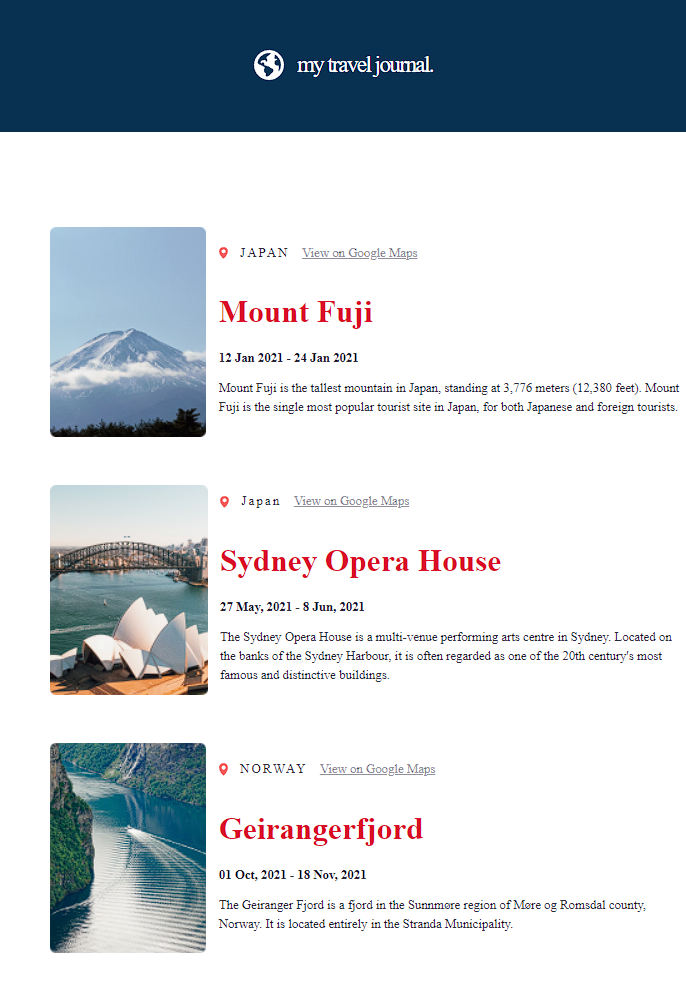 my travel journal.
JAPAN View on Google Maps
Mount Fuji
12 Jan 2021 - 24 Jan 2021
Mount Fuji is the tallest mountain in Japan, standing at 3,776 meters (12,380 feet). Mount
Fuji is the single most popular tourist site in Japan, for both Japanese and foreign tourists.
Japan View on Google Maps
Sydney Opera House
27 May, 2021 - 8 Jun, 2021
The Sydney Opera House is a multi-venue performing arts centre in Sydney. Located on
the banks of the Sydney Harbour, it is often regarded as one of the 20th century's most
famous and distinctive buildings.
NORWAY View on Google Maps
Geirangerfjord
01 Oct, 2021 - 18 Nov, 2021
The Geiranger Fjord is a fjord in the Sunnmøre region of Møre og Romsdal county,
Norway. It is located entirely in the Stranda Municipality.